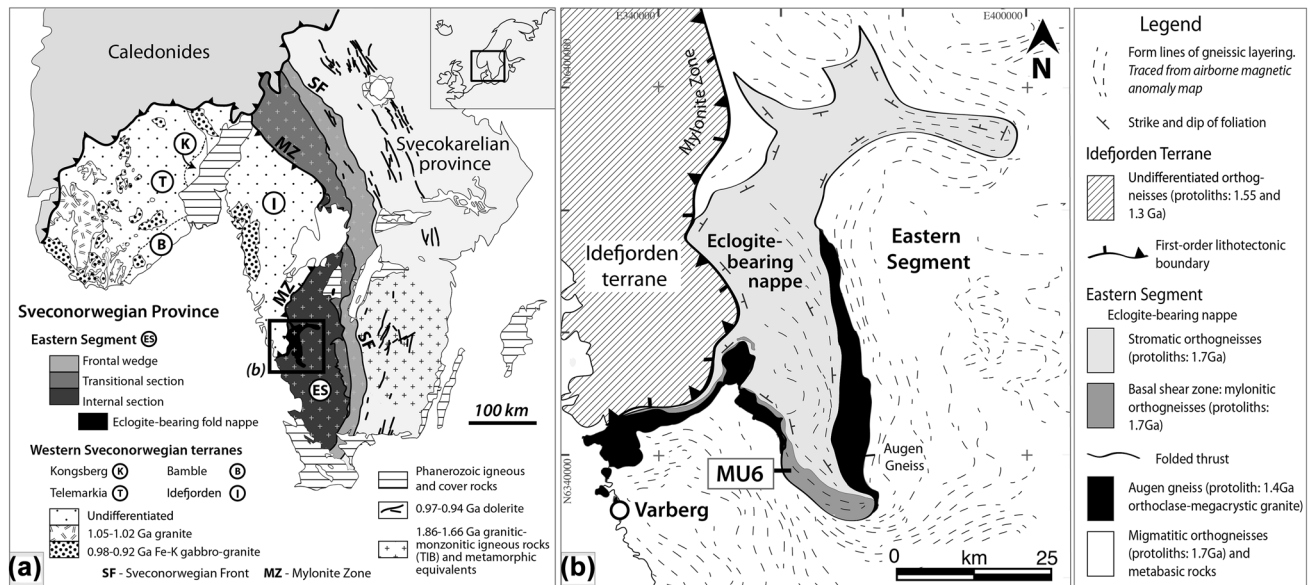 Caledonides
SF
K
Svecokarelian
province
MZ
T
I
B
MZ
Sveconorwegian Province
SF
Eastern Segment ES
(b)
Frontal wedge
Transitional section
Internal section
ES
Eclogite-bearing fold nappe
100 km
Western Sveconorwegian terranes
Kongsberg K Bamble B
Telemarkia T Idefjorden I
Undifferentiated
1.05-1.02 Ga granite
0.98-0.92 Ga Fe-K gabbro-granite
Phanerozoic igneous
and cover rocks
0.97-0.94 Ga dolerite
1.86-1.66 Ga granitic-
monzonitic igneous rocks
(TIB) and metamorphic
equivalents
(a)
SF - Sveconorwegian Front MZ - Mylonite Zone
E340000
E400000
N6400000
N
Mylonite Zone
Idefjorden
terrane
Eclogite-
bearing
nappe
Eastern
Segment
Augen
Gneiss
MU6
N6340000
Varberg
0 km 25
(b)
Legend
Form lines of gneissic layering.
Traced from airborne magnetic
anomaly map
Strike and dip of foliation
Idefjorden Terrane
Undifferentiated orthog-
neisses (protoliths: 1.55 and
1.3 Ga)
First-order lithotectonic
boundary
Eastern Segment
Eclogite-bearing nappe
Stromatic orthogneisses
(protoliths: 1.7Ga)
Basal shear zone: mylonitic
orthogneisses (protoliths:
1.7Ga)
Folded thrust
Augen gneiss (protolith: 1.4Ga
orthoclase-megacrystic granite)
Migmatitic orthogneisses
(protoliths: 1.7Ga) and
metabasic rocks